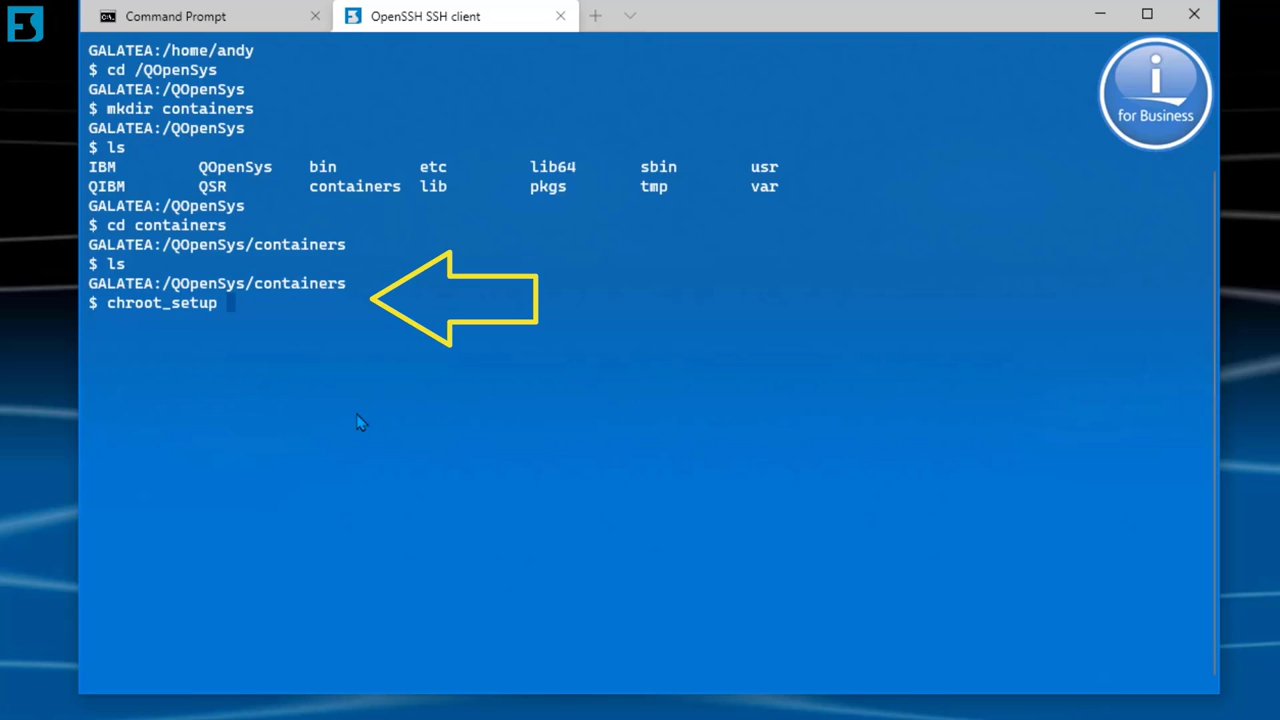 Command Prompt
OpenSSH SSH client
GALATEA:/home/andy
$ cd /QOpenSys
GALATEA:/QOpenSys
$ mkdir containers
GALATEA:/QOpenSys
$ ls
IBM QOpenSys bin etc lib64 sbin usr
QIBM QSR containers lib pkgs tmp var
GALATEA:/QOpenSys
$ cd containers
GALATEA:/QOpenSys/containers
$ ls
GALATEA:/QOpenSys/containers
$ chroot_setup
i
for Business